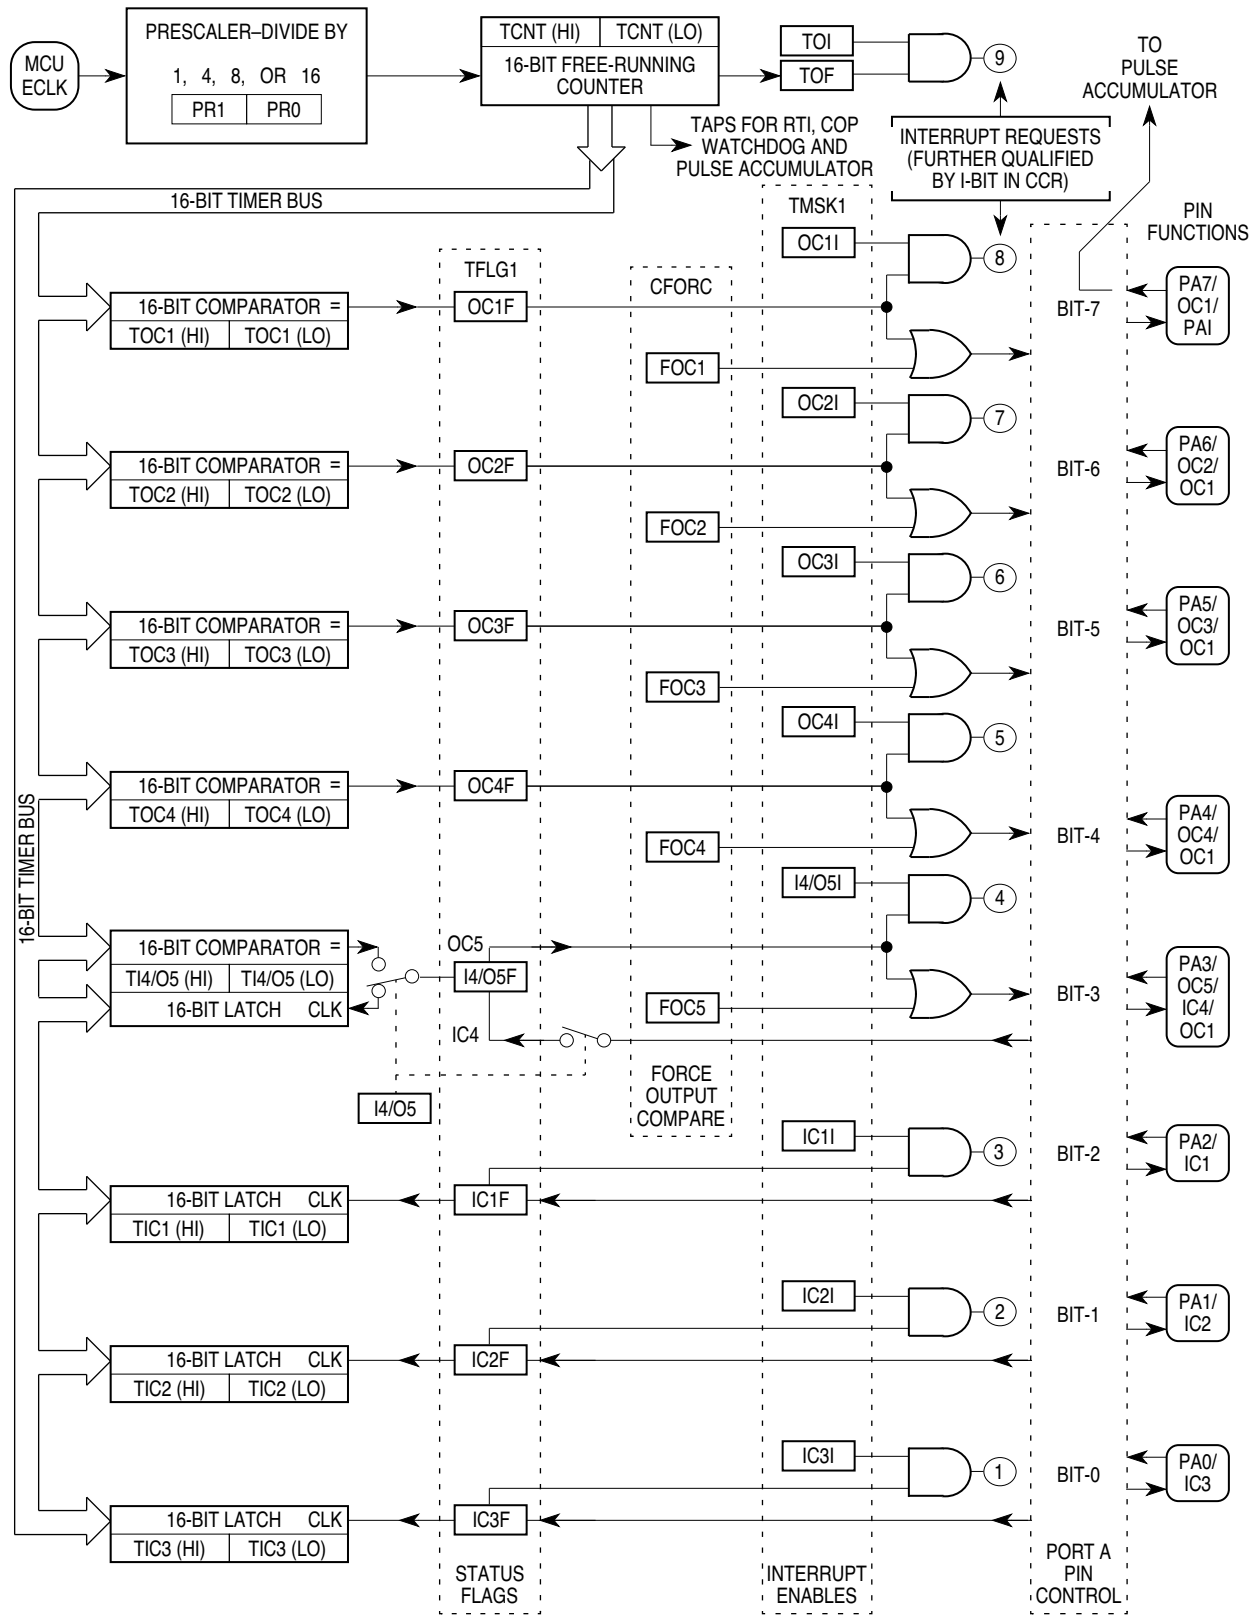 MCU
ECLK
PRESCALER–DIVIDE BY
1, 4, 8, OR 16
PR1 PR0
TCNT (HI) TCNT (LO)
16-BIT FREE-RUNNING
COUNTER
TOI
TOF
9
TO
PULSE
ACCUMULATOR
TAPS FOR RTI, COP
WATCHDOG AND
PULSE ACCUMULATOR
INTERRUPT REQUESTS
(FURTHER QUALIFIED
BY I-BIT IN CCR)
16-BIT TIMER BUS
16-BIT TIMER BUS
TFLG1
CFORC
TMSK1
PIN
FUNCTIONS
OC1I
8
16-BIT COMPARATOR =
TOC1 (HI) TOC1 (LO)
OC1F
FOC1
BIT-7
PA7/
OC1/
PAI
OC2I
7
16-BIT COMPARATOR =
TOC2 (HI) TOC2 (LO)
OC2F
FOC2
BIT-6
PA6/
OC2/
OC1
OC3I
6
16-BIT COMPARATOR =
TOC3 (HI) TOC3 (LO)
OC3F
FOC3
BIT-5
PA5/
OC3/
OC1
OC4I
5
16-BIT COMPARATOR =
TOC4 (HI) TOC4 (LO)
OC4F
FOC4
BIT-4
PA4/
OC4/
OC1
I4/O5I
4
16-BIT COMPARATOR =
TI4/O5 (HI) TI4/O5 (LO)
16-BIT LATCH CLK
OC5
I4/O5F
IC4
FOC5
BIT-3
PA3/
OC5/
IC4/
OC1
I4/O5
FORCE
OUTPUT
COMPARE
IC1I
3
16-BIT LATCH CLK
TIC1 (HI) TIC1 (LO)
IC1F
BIT-2
PA2/
IC1
IC2I
2
16-BIT LATCH CLK
TIC2 (HI) TIC2 (LO)
IC2F
BIT-1
PA1/
IC2
IC3I
1
16-BIT LATCH CLK
TIC3 (HI) TIC3 (LO)
IC3F
BIT-0
PA0/
IC3
STATUS
FLAGS
INTERRUPT
ENABLES
PORT A
PIN
CONTROL